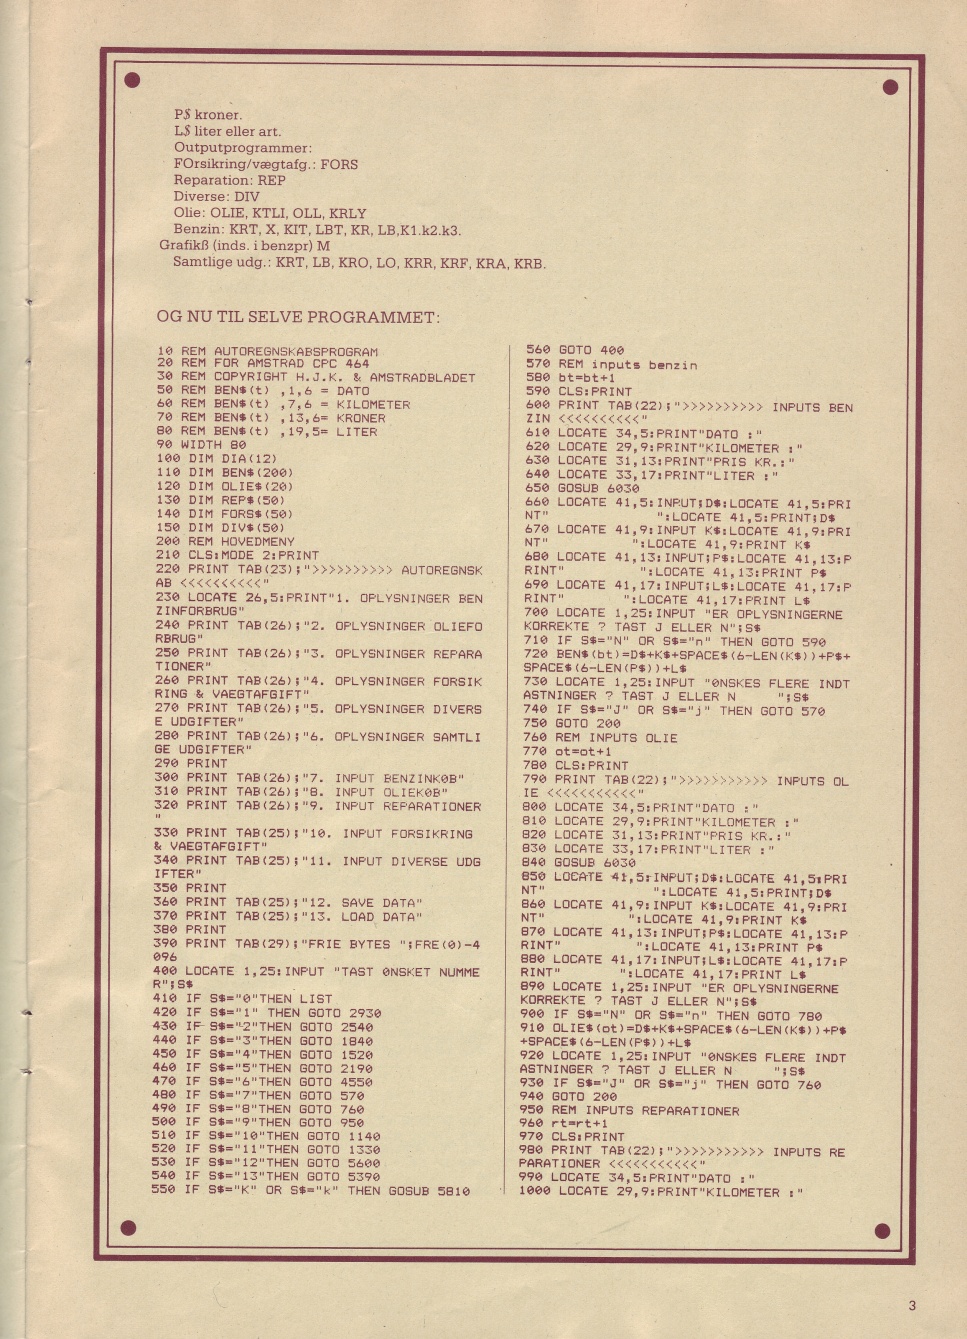 P$ kroner.
L$ liter eller art.
Outputprogrammer:
FOrsikring/vægtafg.: FORS
Reparation: REP
Diverse: DIV
Olie: OLIE, KTLI, OLL, KRLY
Benzin: KRT, X, KIT, LBT, KR, LB,K1.k2.k3.
Grafikß (inds. i benzpr) M
Samtlige udg.: KRT, LB, KRO, LO, KRR, KRF, KRA, KRB.
OG NU TIL SELVE PROGRAMMET:
10 REM AUTOREGNSKABSPROGRAM
20 REM FOR AMSTRAD CPC 464
30 REM COPYRIGHT H.J.K. & AMSTRADBLADET
50 REM BEN$(t) ,1,6 = DATO
60 REM BEN$(t) ,7,6 = KILOMETER
70 REM BEN$(t) ,13,6= KRONER
80 REM BEN$(t) ,19,5= LITER
90 WIDTH 80
100 DIM DIA(12)
110 DIM BEN$(200)
120 DIM OLIE$(20)
130 DIM REP$(50)
140 DIM FORS$(50)
150 DIM DIV$(50)
200 REM HOVEDMENY
210 CLS:MODE 2:PRINT
220 PRINT TAB(23);">>>>>>>>>> AUTOREGNSK
AB <<<<<<<<<<"
230 LOCATE 26,5:PRINT"1. OPLYSNINGER BEN
ZINFORBRUG"
240 PRINT TAB(26);"2. OPLYSNINGER OLIEFO
RBRUG"
250 PRINT TAB(26);"3. OPLYSNINGER REPARA
TIONER"
260 PRINT TAB(26);"4. OPLYSNINGER FORSIK
RING & VAEGTAFGIFT"
270 PRINT TAB(26);"5. OPLYSNINGER DIVERS
E UDGIFTER"
280 PRINT TAB(26);"6. OPLYSNINGER SAMTLI
GE UDGIFTER"
290 PRINT
300 PRINT TAB(26);"7. INPUT BENZINK0B"
310 PRINT TAB(26);"8. INPUT OLIEK0B"
320 PRINT TAB(26);"9. INPUT REPARATIONER
"
330 PRINT TAB(25);"10. INPUT FORSIKRING
& VAEGTAFGIFT"
340 PRINT TAB(25);"11. INPUT DIVERSE UDG
IFTER"
350 PRINT
360 PRINT TAB(25);"12. SAVE DATA"
370 PRINT TAB(25);"13. LOAD DATA"
380 PRINT
390 PRINT TAB(29);"FRIE BYTES ";FRE(0)-4
096
400 LOCATE 1,25:INPUT "TAST 0NSKET NUMME
R";S$
410 IF S$="0"THEN LIST
420 IF S$="1" THEN GOTO 2930
430 IF S$="2"THEN GOTO 2540
440 IF S$="3"THEN GOTO 1840
450 IF S$="4"THEN GOTO 1520
460 IF S$="5"THEN GOTO 2190
470 IF S$="6"THEN GOTO 4550
480 IF S$="7"THEN GOTO 570
490 IF S$="8"THEN GOTO 760
500 IF S$="9"THEN GOTO 950
510 IF S$="10"THEN GOTO 1140
520 IF S$="11"THEN GOTO 1330
530 IF S$="12"THEN GOTO 5600
540 IF S$="13"THEN GOTO 5390
550 IF S$="K" OR S$="k" THEN GOSUB 5810
560 GOTO 400
570 REM inputs benzin
580 bt=bt+1
590 CLS:PRINT
600 PRINT TAB(22);">>>>>>>>>> INPUTS BEN
ZIN <<<<<<<<<<"
610 LOCATE 34,5:PRINT"DATO :"
620 LOCATE 29,9:PRINT"KILOMETER :"
630 LOCATE 31,13:PRINT"PRIS KR.:"
640 LOCATE 33,17:PRINT"LITER :"
650 GOSUB 6030
660 LOCATE 41,5:INPUT;D$:LOCATE 41,5:PRI
NT"              ":LOCATE 41,5:PRINT;D$
670 LOCATE 41,9:INPUT K$:LOCATE 41,9:PRI
NT"           ":LOCATE 41,9:PRINT K$
680 LOCATE 41,13:INPUT;P$:LOCATE 41,13:P
RINT"          ":LOCATE 41,13:PRINT P$
690 LOCATE 41,17:INPUT;L$:LOCATE 41,17:P
RINT"        ":LOCATE 41,17:PRINT L$
700 LOCATE 1,25:INPUT "ER OPLYSNINGERNE
KORREKTE ? TAST J ELLER N";S$
710 IF S$="N" OR S$="n" THEN GOTO 590
720 BEN$(bt)=D$+K$+SPACE$(6-LEN(K$))+P$+
SPACE$(6-LEN(P$))+L$
730 LOCATE 1,25:INPUT "0NSKES FLERE INDT
ASTNINGER ? TAST J ELLER N     ";S$
740 IF S$="J" OR S$="j" THEN GOTO 570
750 GOTO 200
760 REM INPUTS OLIE
770 ot=ot+1
780 CLS:PRINT
790 PRINT TAB(22);">>>>>>>>>>> INPUTS OL
IE <<<<<<<<<<<"
800 LOCATE 34,5:PRINT"DATO :"
810 LOCATE 29,9:PRINT"KILOMETER :"
820 LOCATE 31,13:PRINT"PRIS KR.:"
830 LOCATE 33,17:PRINT"LITER :"
840 GOSUB 6030
850 LOCATE 41,5:INPUT;D$:LOCATE 41,5:PRI
NT"              ":LOCATE 41,5:PRINT;D$
860 LOCATE 41,9:INPUT K$:LOCATE 41,9:PRI
NT"           ":LOCATE 41,9:PRINT K$
870 LOCATE 41,13:INPUT;P$:LOCATE 41,13:P
RINT"          ":LOCATE 41,13:PRINT P$
880 LOCATE 41,17:INPUT;L$:LOCATE 41,17:P
RINT"        ":LOCATE 41,17:PRINT L$
890 LOCATE 1,25:INPUT "ER OPLYSNINGERNE
KORREKTE ? TAST J ELLER N";S$
900 IF S$="N" OR S$="n" THEN GOTO 780
910 OLIE$(ot)=D$+K$+SPACE$(6-LEN(K$))+P$
+SPACE$(6-LEN(P$))+L$
920 LOCATE 1,25:INPUT "0NSKES FLERE INDT
ASTNINGER ? TAST J ELLER N     ";S$
930 IF S$="J" OR S$="j" THEN GOTO 760
940 GOTO 200
950 REM INPUTS REPARATIONER
960 rt=rt+1
970 CLS:PRINT
980 PRINT TAB(22);">>>>>>>>>>> INPUTS RE
PARATIONER <<<<<<<<<<<"
990 LOCATE 34,5:PRINT"DATO :"
1000 LOCATE 29,9:PRINT"KILOMETER :"
3